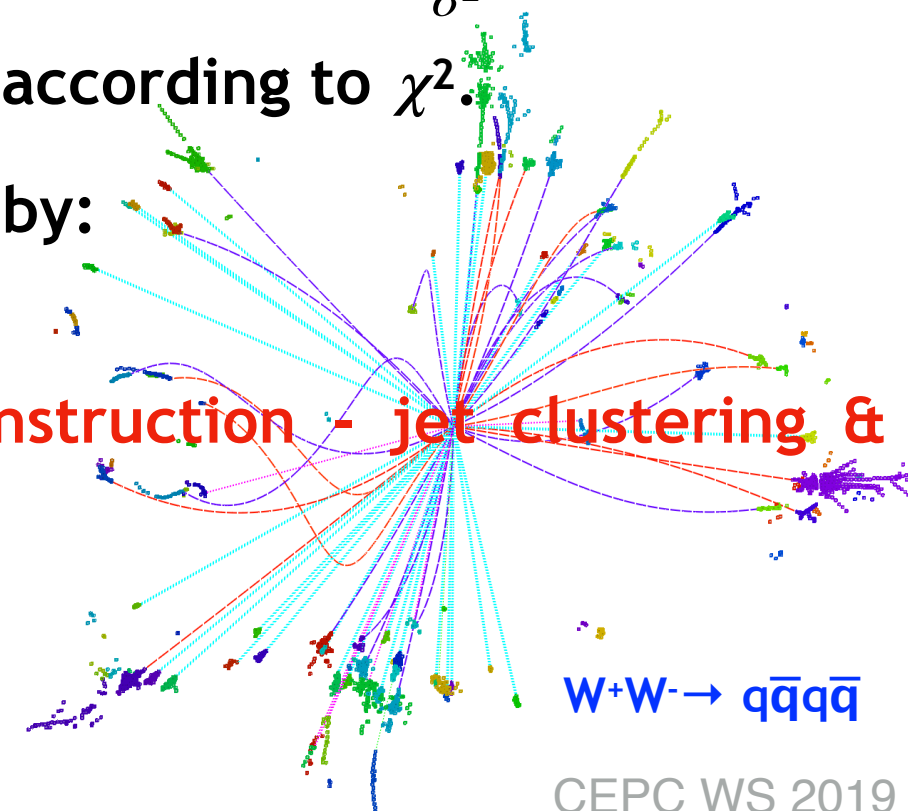 according to χ².
by:
nstruction - jet clustering &
W⁺W⁻→ qq̅qq̅
CEPC WS 2019